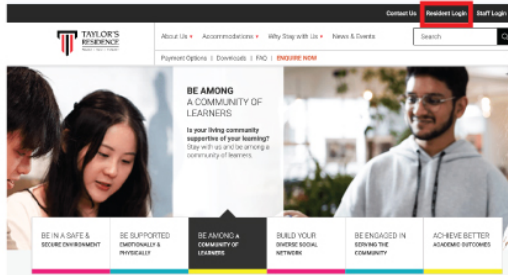 Contact Us Resident Login Staff Login
TAYLOR'S
RESIDENCE
About Us Accommodations Why Stay with Us News & Events Search
Payment Options | Downloads | FAQ | ENQUIRE NOW
BE AMONG
A COMMUNITY OF
LEARNERS
Is your living community
supportive of your learning?
Stay with us and be among a
community of learners.
BE IN A SAFE &
SECURE ENVIRONMENT
BE SUPPORTED
EMOTIONALLY &
PHYSICALLY
BE AMONG A
COMMUNITY OF
LEARNERS
BUILD YOUR
DIVERSE SOCIAL
NETWORK
BE ENGAGED IN
SERVING THE
COMMUNITY
ACHIEVE BETTER
ACADEMIC OUTCOMES